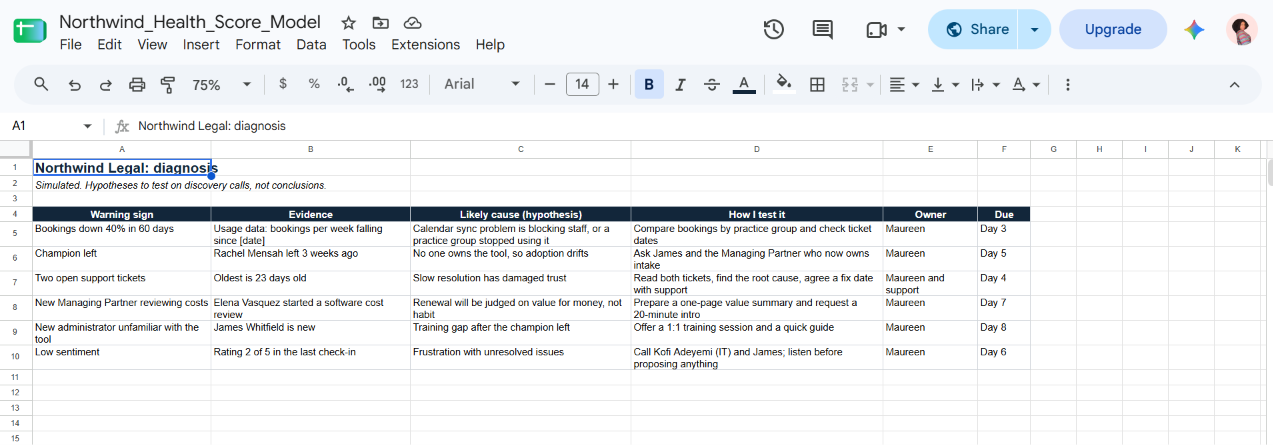 Northwind_Health_Score_Model
File Edit View Insert Format Data Tools Extensions Help
Share
Upgrade
75% $ % .0 .00 123 Arial 14 B I S A A
A1 fx Northwind Legal: diagnosis
A B C D E F G H I J K
1 Northwind Legal: diagnosis
2 Simulated. Hypotheses to test on discovery calls, not conclusions.
3
4 Warning sign Evidence Likely cause (hypothesis) How I test it Owner Due
5 Bookings down 40% in 60 days Usage data: bookings per week falling Calendar sync problem is blocking staff, or a Compare bookings by practice group and check ticket Maureen Day 3
since [date] practice group stopped using it dates
6 Champion left Rachel Mensah left 3 weeks ago No one owns the tool, so adoption drifts Ask James and the Managing Partner who now owns Maureen Day 5
intake
7 Two open support tickets Oldest is 23 days old Slow resolution has damaged trust Read both tickets, find the root cause, agree a fix date Maureen and Day 4
with support support
8 New Managing Partner reviewing costs Elena Vasquez started a software cost Renewal will be judged on value for money, not Prepare a one-page value summary and request a Maureen Day 7
review habit 20-minute intro
9 New administrator unfamiliar with the James Whitfield is new Training gap after the champion left Offer a 1:1 training session and a quick guide Maureen Day 8
tool
10 Low sentiment Rating 2 of 5 in the last check-in Frustration with unresolved issues Call Kofi Adeyemi (IT) and James; listen before Maureen Day 6
proposing anything
11
12
13
14
15